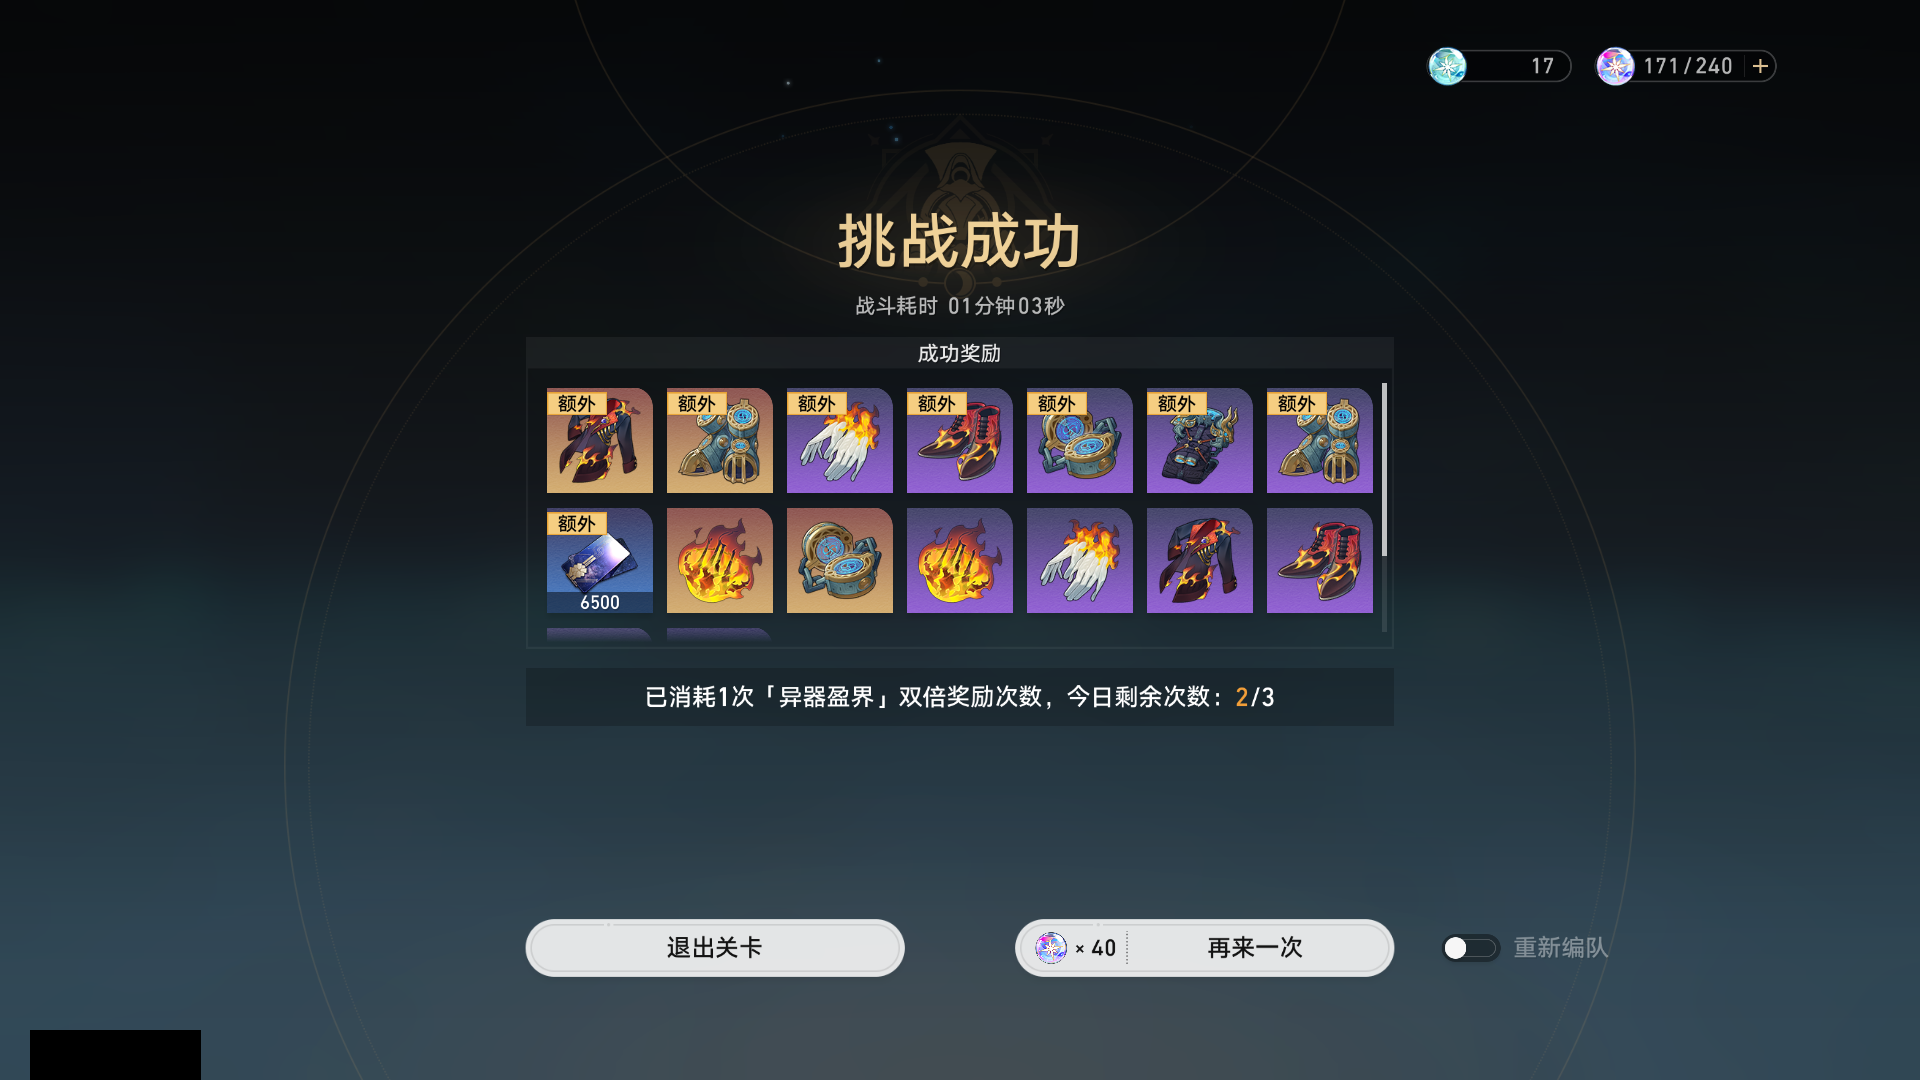 17
171/240
挑战成功
战斗耗时 01分钟03秒
成功奖励
额外 额外 额外 额外 额外 额外 额外
额外
6500
已消耗1次「异器盈界」双倍奖励次数，今日剩余次数：2/3
退出关卡
× 40
再来一次
重新编队